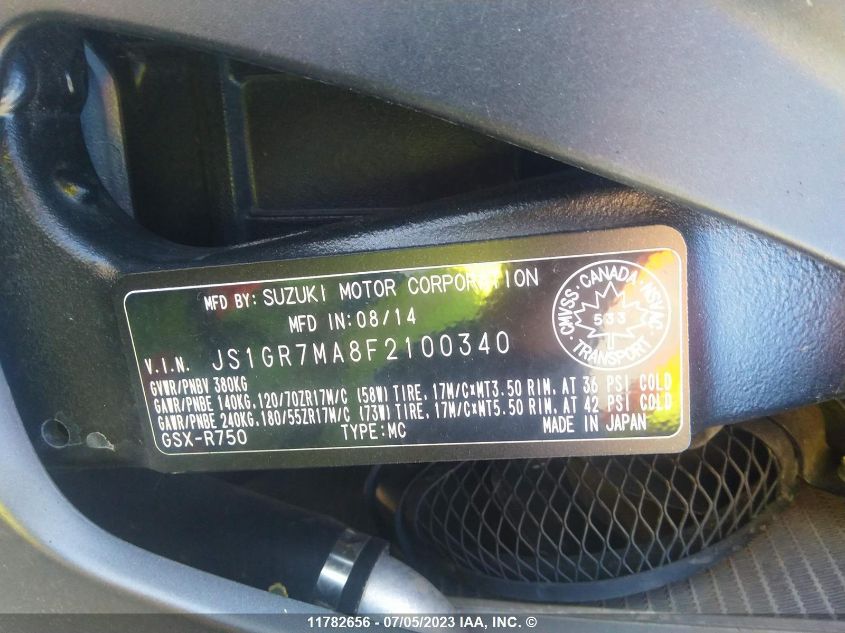 MFD BY: SUZUKI MOTOR CORPORATION
MFD IN: 08/14
V.I.N. JS1GR7MA8F2100340
GVWR/PNBV 380KG
GAWR/PNBE 140KG, 120/70ZR17M/C (58W) TIRE, 17M/C×MT3.50 RIM, AT 36 PSI COLD
GAWR/PNBE 240KG, 180/55ZR17M/C (73W) TIRE, 17M/C×MT5.50 RIM, AT 42 PSI COLD
GSX-R750 TYPE:MC MADE IN JAPAN
CMVSS · CANADA · NSVAC
533
· TRANSPORT ·
11782656 - 07/05/2023 IAA, INC. ©